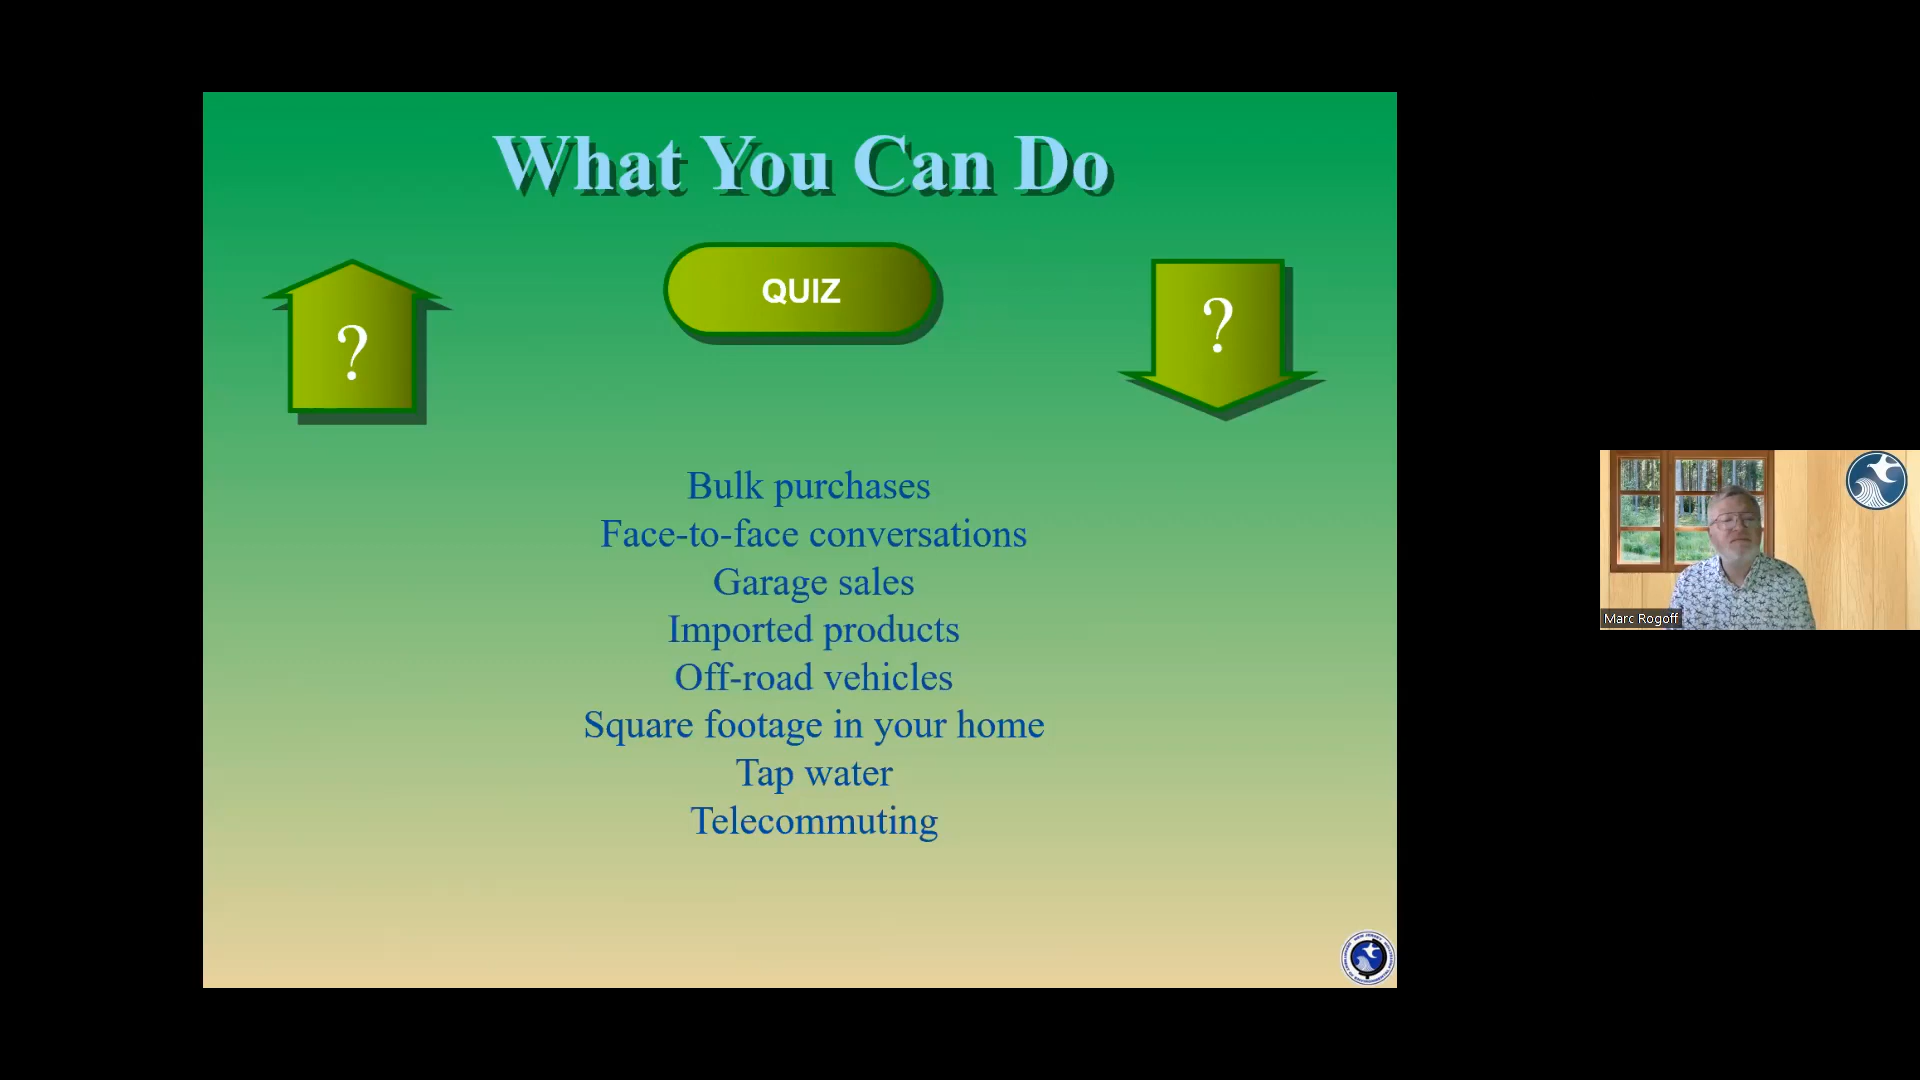 What You Can Do
QUIZ
?
?
Bulk purchases
Face-to-face conversations
Garage sales
Imported products
Off-road vehicles
Square footage in your home
Tap water
Telecommuting
Marc Rogoff